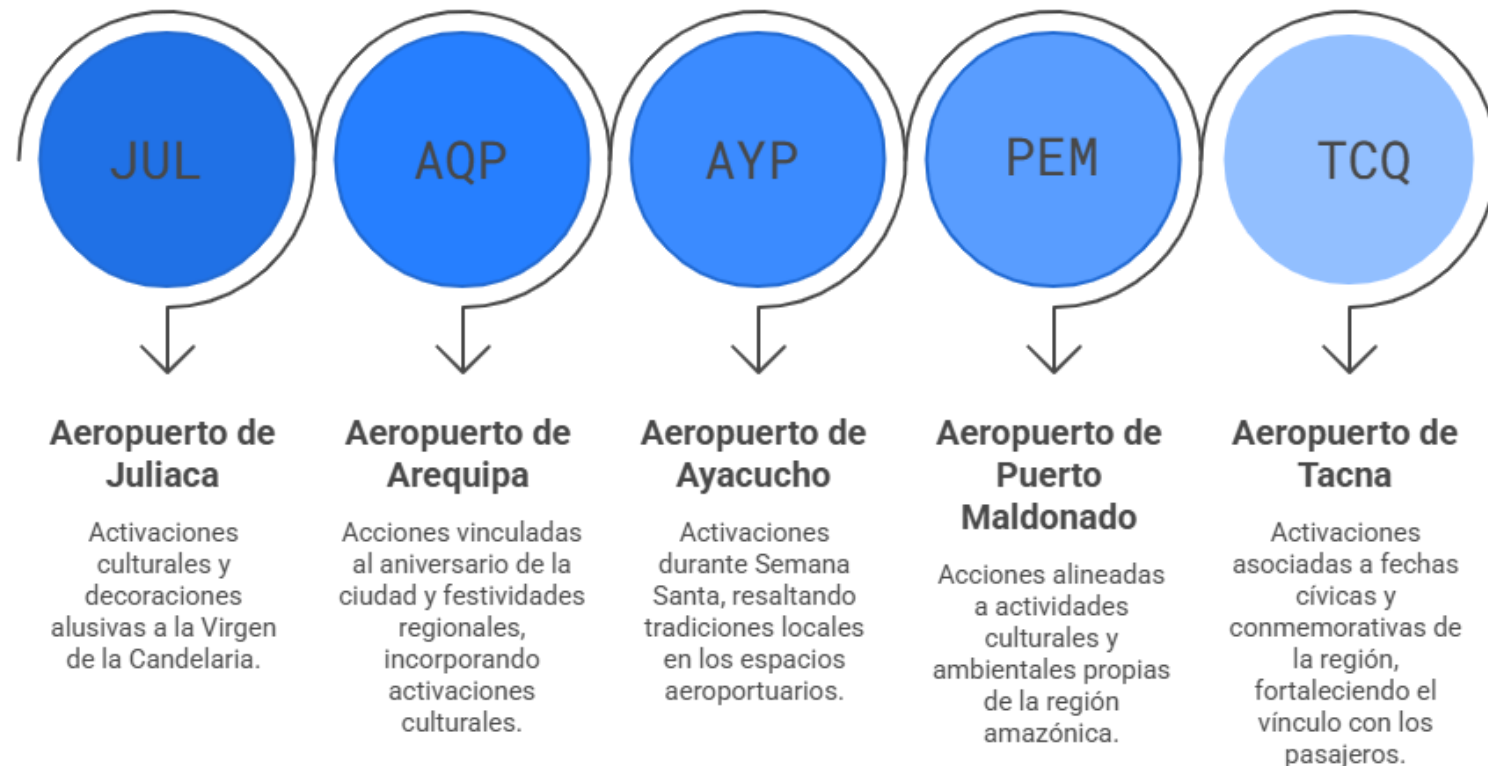 JUL
AQP
AYP
PEM
TCQ
Aeropuerto de
Juliaca
Activaciones
culturales y
decoraciones
alusivas a la Virgen
de la Candelaria.
Aeropuerto de
Arequipa
Acciones vinculadas
al aniversario de la
ciudad y festividades
regionales,
incorporando
activaciones
culturales.
Aeropuerto de
Ayacucho
Activaciones
durante Semana
Santa, resaltando
tradiciones locales
en los espacios
aeroportuarios.
Aeropuerto de
Puerto
Maldonado
Acciones alineadas
a actividades
culturales y
ambientales propias
de la región
amazónica.
Aeropuerto de
Tacna
Activaciones
asociadas a fechas
cívicas y
conmemorativas de
la región,
fortaleciendo el
vínculo con los
pasajeros.